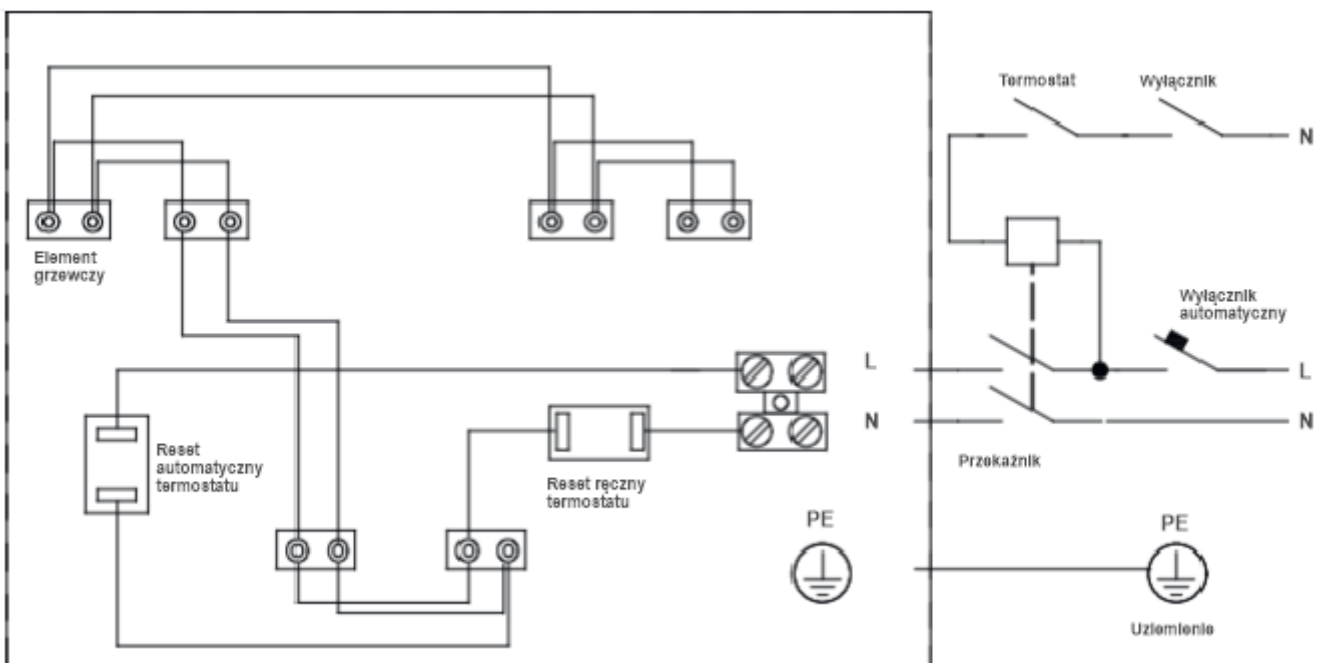 Termostat
Wyłącznik
N
Element
grzewczy
Wyłącznik
automatyczny
L
L
N
N
Przekaźnik
Reset
automatyczny
termostatu
Reset ręczny
termostatu
PE
PE
Uziemienie